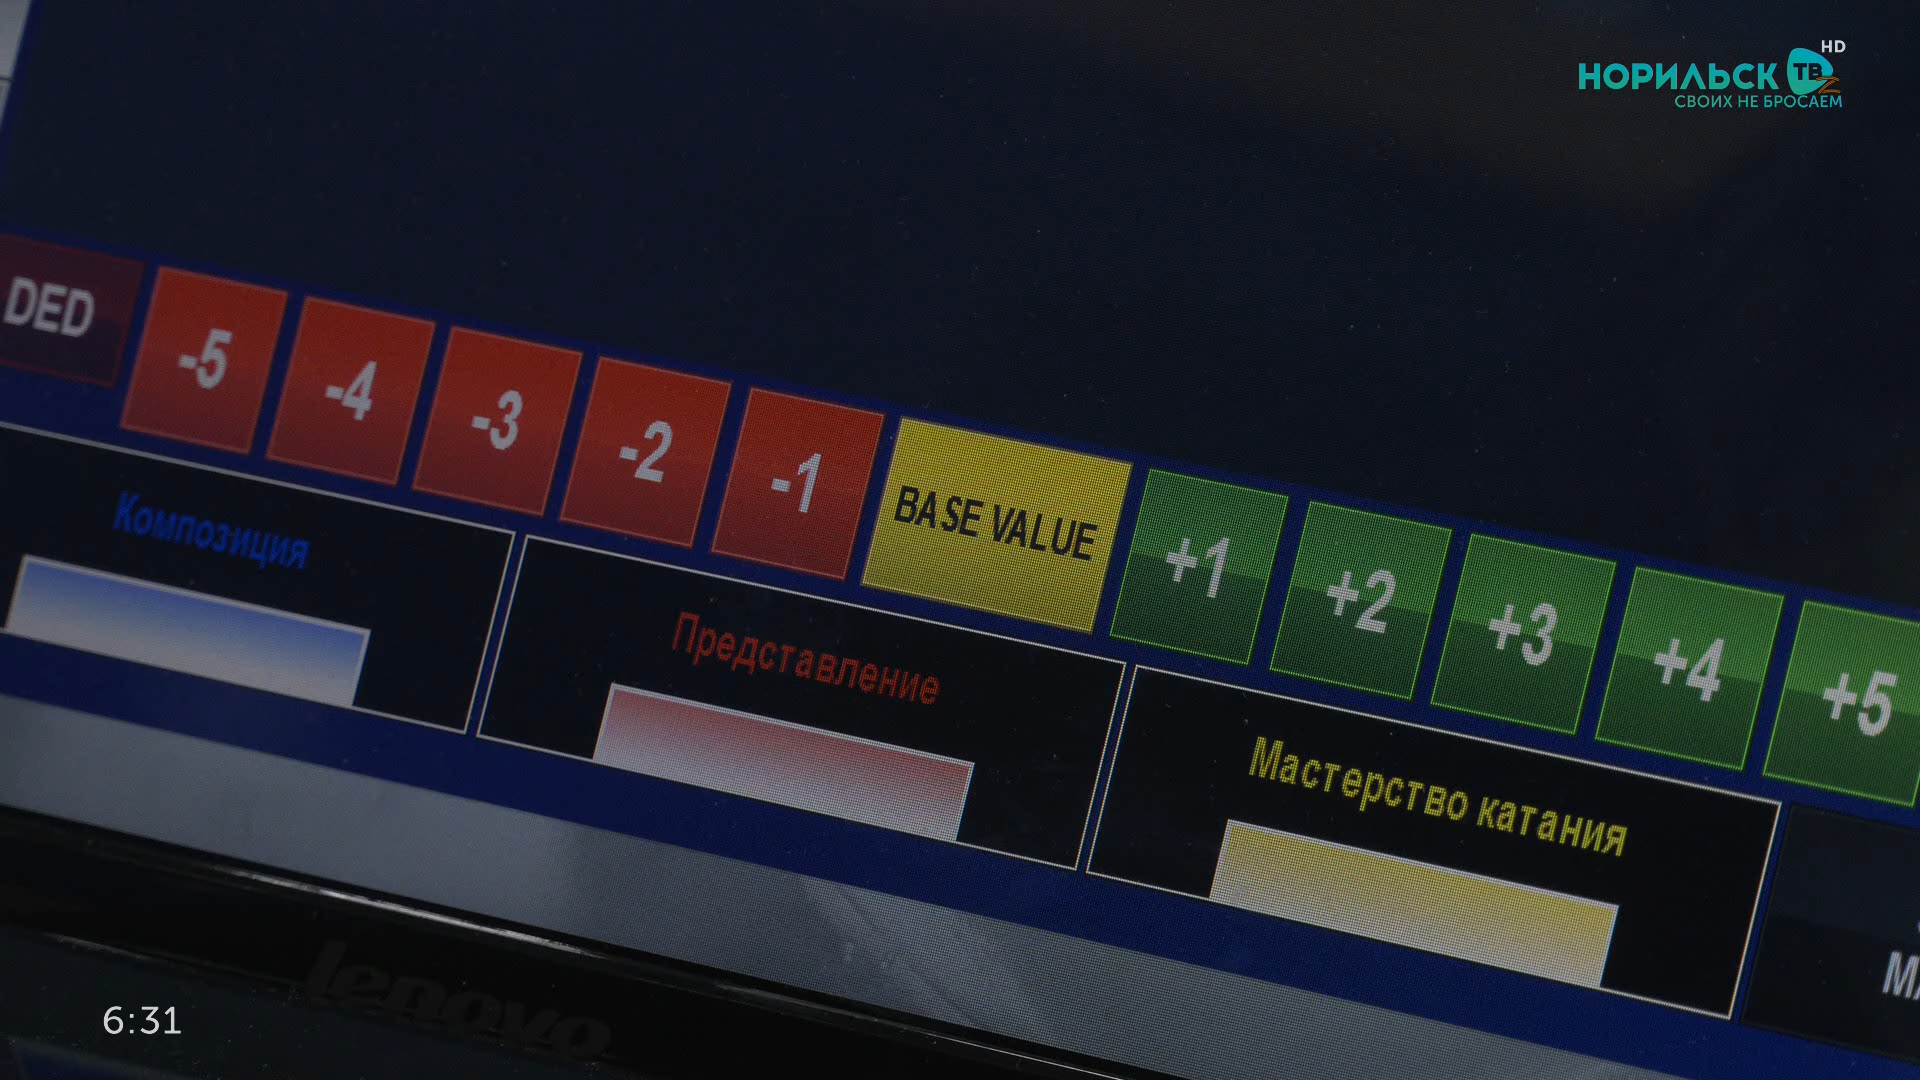 HD
НОРИЛЬСК ТВ
СВОИХ НЕ БРОСАЕМ
DED
-5
-4
-3
-2
-1
BASE VALUE
+1
+2
+3
+4
+5
Композиция
Представление
Мастерство катания
lenovo
6:31